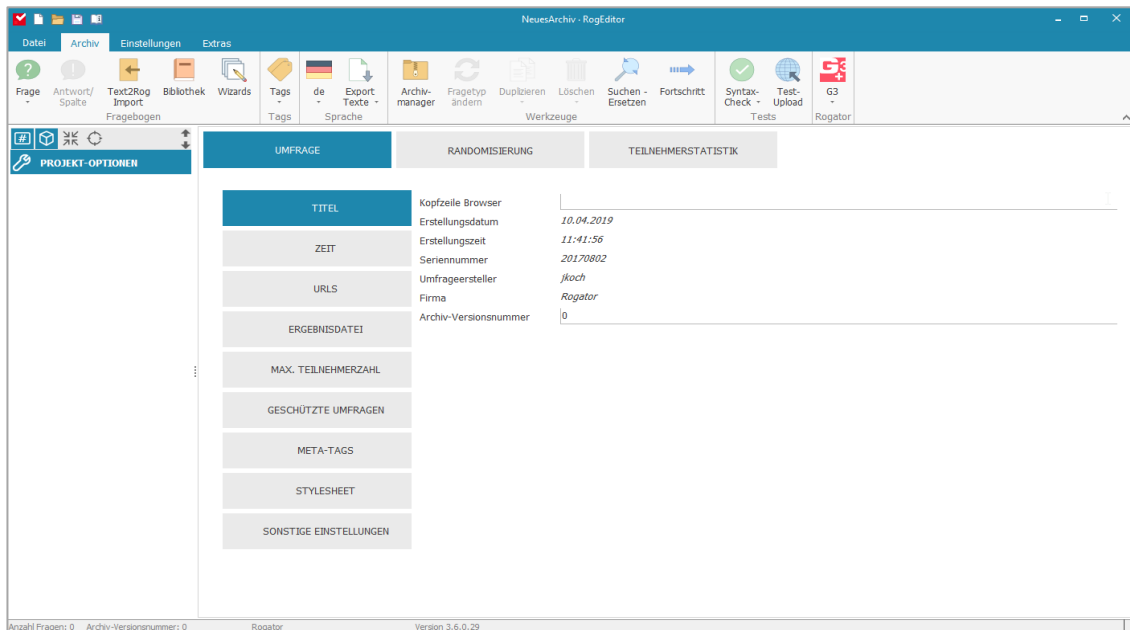 NeuesArchiv - RogEditor
Datei Archiv Einstellungen Extras
Frage Antwort/ Spalte Text2Rog Import Bibliothek Wizards Tags de Export Texte Archiv- manager Fragetyp ändern Duplizieren Löschen Suchen - Ersetzen Fortschritt Syntax- Check Test- Upload G3
Fragebogen Tags Sprache Werkzeuge Tests Rogator
#
PROJEKT-OPTIONEN
UMFRAGE RANDOMISIERUNG TEILNEHMERSTATISTIK
TITEL
ZEIT
URLS
ERGEBNISDATEI
MAX. TEILNEHMERZAHL
GESCHÜTZTE UMFRAGEN
META-TAGS
STYLESHEET
SONSTIGE EINSTELLUNGEN
Kopfzeile Browser
Erstellungsdatum 10.04.2019
Erstellungszeit 11:41:56
Seriennummer 20170802
Umfrageersteller jkoch
Firma Rogator
Archiv-Versionsnummer 0
Anzahl Fragen: 0 Archiv-Versionsnummer: 0 Rogator Version 3.6.0.29